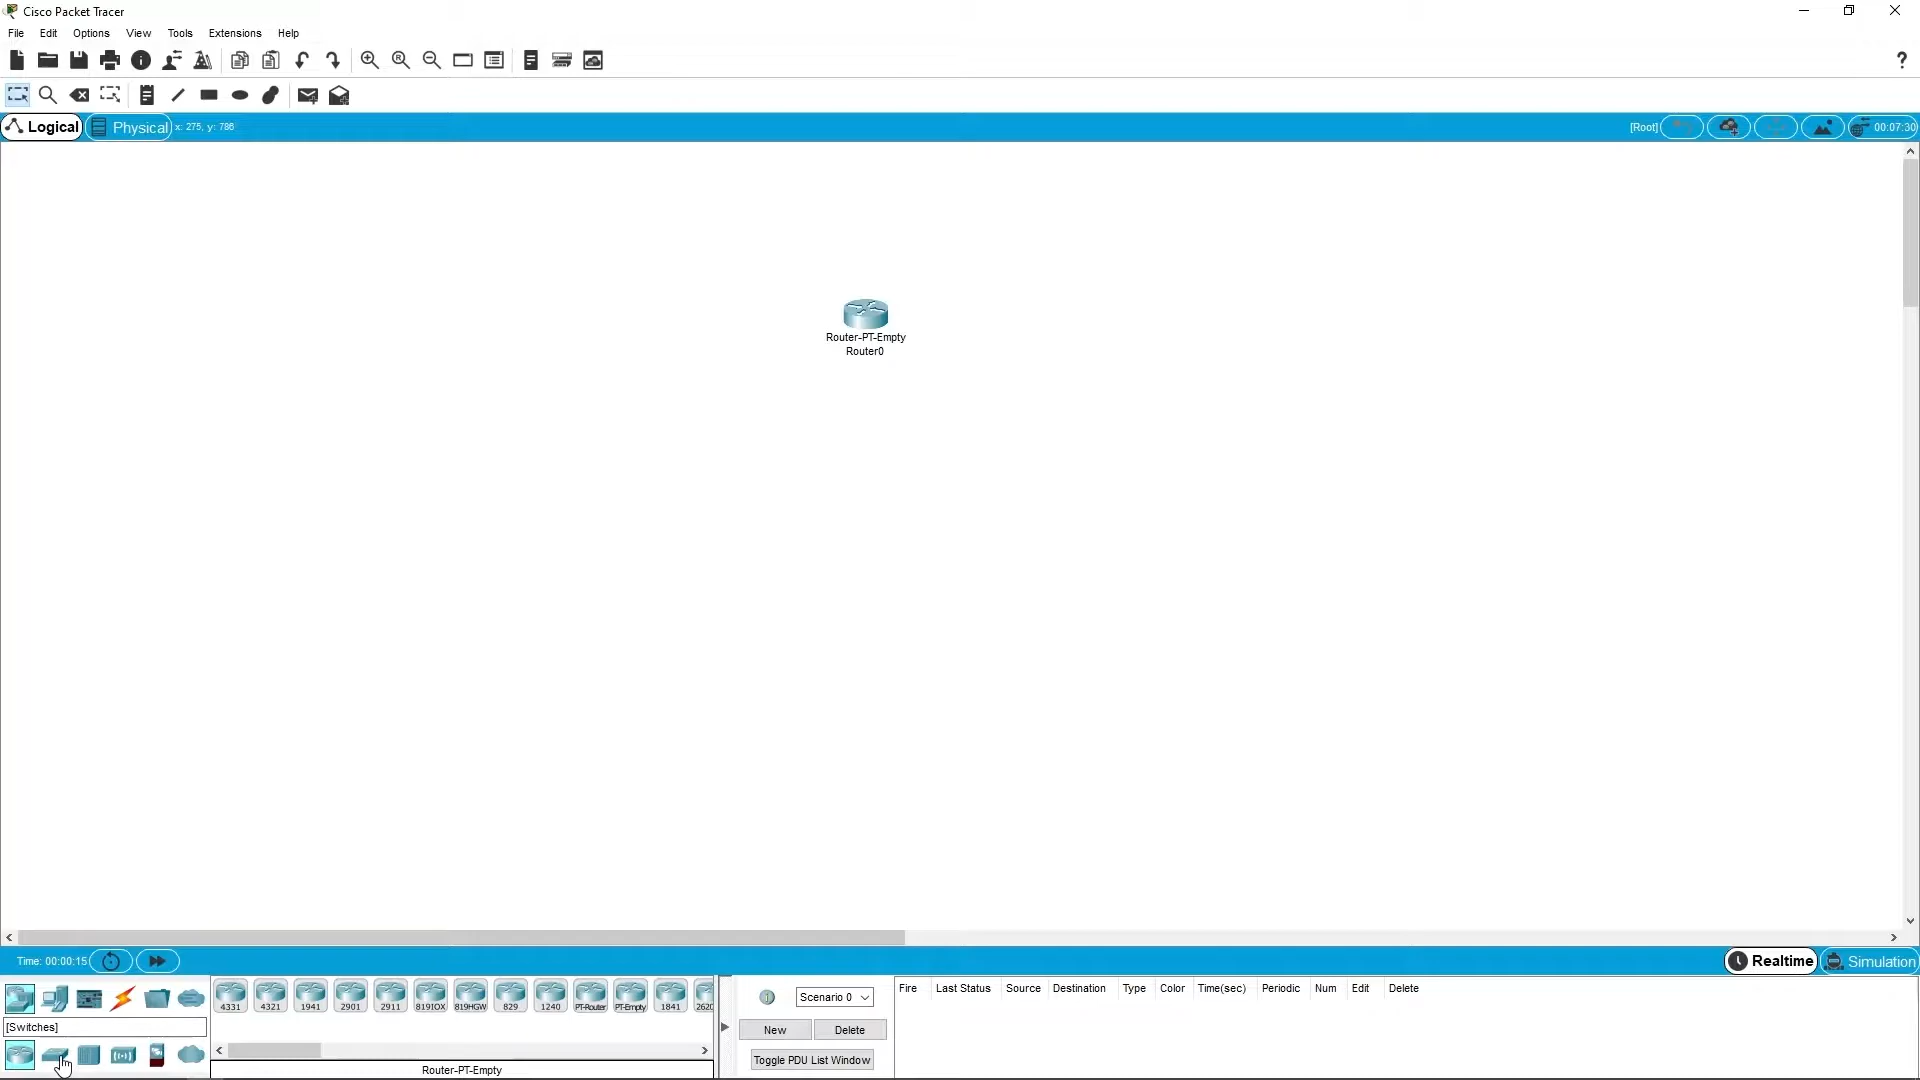 Cisco Packet Tracer
File Edit Options View Tools Extensions Help
?
Logical Physical x: 275, y: 786 [Root] 00:07:30
Router-PT-Empty
Router0
Time: 00:00:15 Realtime Simulation
4331 4321 1941 2901 2911 819IOX 819HGW 829 1240 PT-Router PT-Empty 1841 2620
[Switches]
Router-PT-Empty
Scenario 0
New Delete
Toggle PDU List Window
Fire Last Status Source Destination Type Color Time(sec) Periodic Num Edit Delete